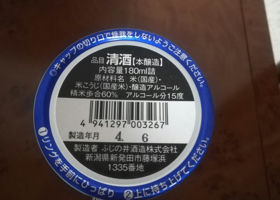 キャップの切り口で怪我をしないようご注意ください。
品目 清酒【本醸造】
内容量180ml詰
原材料名 米(国産)・
米こうじ(国産米)・醸造アルコール
精米歩合60% アルコール分15度
4 941297 003267
製造年月 4. 6
製造者 ふじの井酒造株式会社
新潟県新発田市藤塚浜
1335番地
①リングを手前にひっぱり ②上に持ち上げてください。